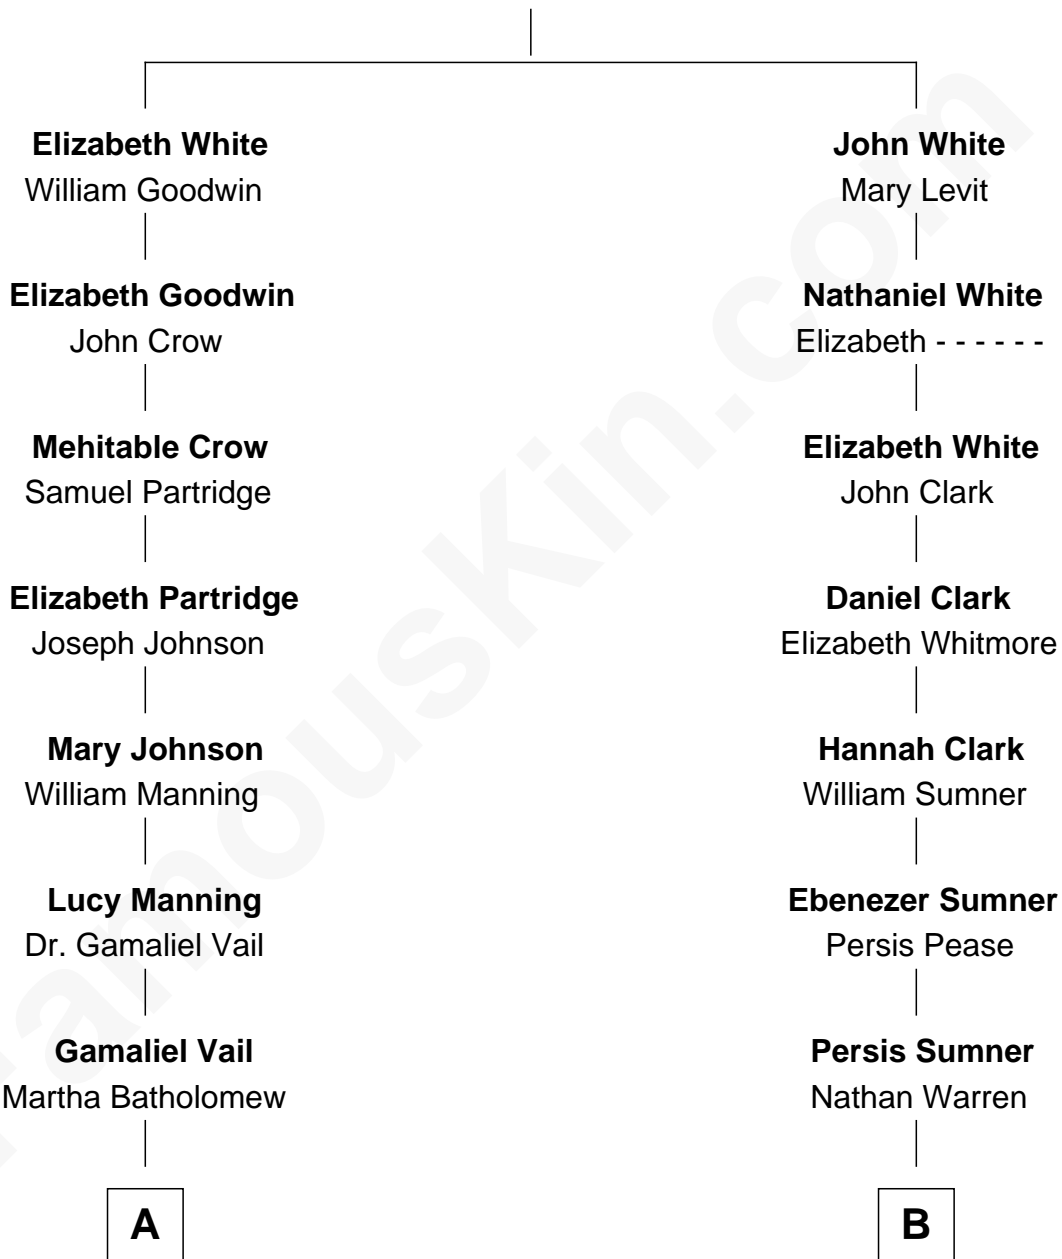 Elizabeth White
William Goodwin
Elizabeth Goodwin
John Crow
Mehitable Crow
Samuel Partridge
Elizabeth Partridge
Joseph Johnson
Mary Johnson
William Manning
Lucy Manning
Dr. Gamaliel Vail
Gamaliel Vail
Martha Batholomew
A
John White
Mary Levit
Nathaniel White
Elizabeth - - - - - -
Elizabeth White
John Clark
Daniel Clark
Elizabeth Whitmore
Hannah Clark
William Sumner
Ebenezer Sumner
Persis Pease
Persis Sumner
Nathan Warren
B
FamousKin.com